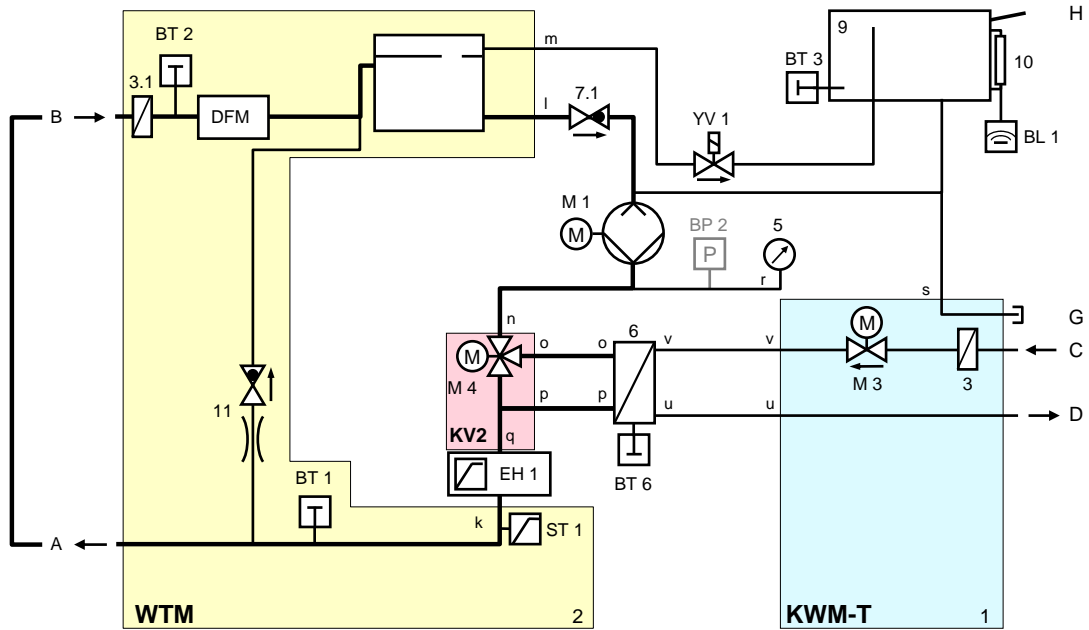 BT 2
m
9
H
3.1
10
BT 3
7.1
l
B
DFM
YV 1
BL 1
M 1
BP 2
5
M
P
r
s
n
6
M
G
o
o
v
v
C
M
M 4
M 3
3
11
p
p
u
u
D
KV2
q
BT 1
EH 1
BT 6
k
ST 1
A
WTM
2
KWM-T
1